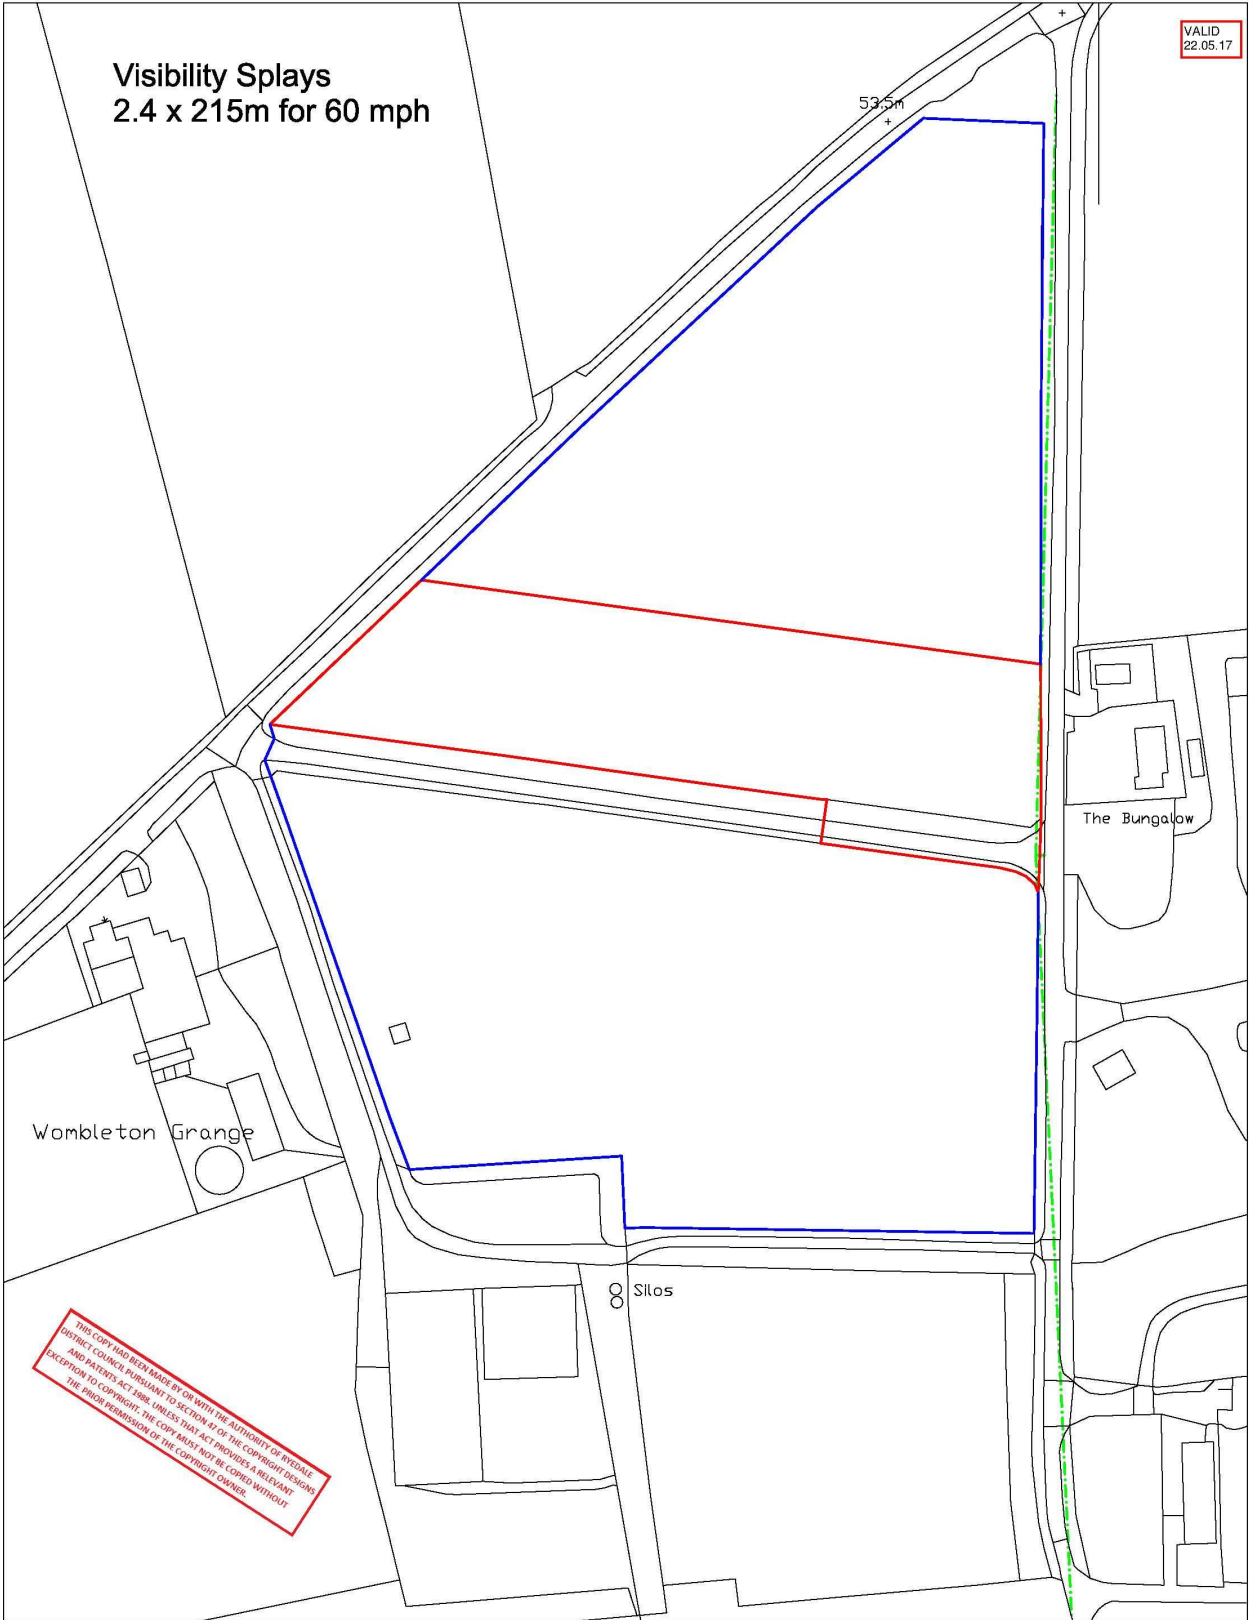 Visibility Splays
2.4 x 215m for 60 mph
VALID
22.05.17
53.5m
The Bungalow
Wombleton Grange
Silos
THIS COPY HAD BEEN MADE BY OR WITH THE AUTHORITY OF RYEDALE
DISTRICT COUNCIL PURSUANT TO SECTION 47 OF THE COPYRIGHT DESIGNS
AND PATENTS ACT 1988. UNLESS THAT ACT PROVIDES A RELEVANT
EXCEPTION TO COPYRIGHT. THE COPY MUST NOT BE COPIED WITHOUT
THE PRIOR PERMISSION OF THE COPYRIGHT OWNER.